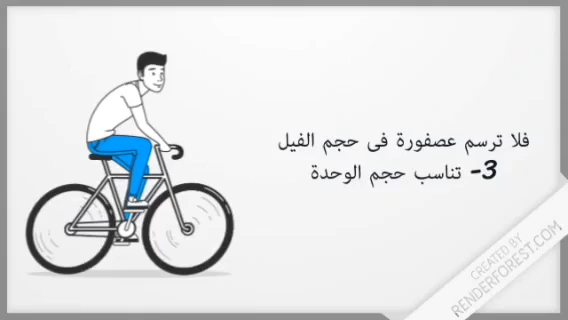 فلا ترسم عصفورة فى حجم الفيل
3- تناسب حجم الوحدة
CREATED BY
RENDERFOREST.COM